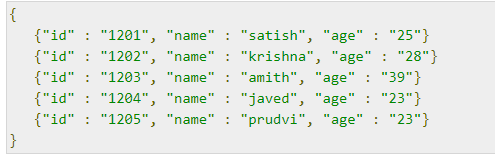 {
{"id" : "1201", "name" : "satish", "age" : "25"}
{"id" : "1202", "name" : "krishna", "age" : "28"}
{"id" : "1203", "name" : "amith", "age" : "39"}
{"id" : "1204", "name" : "javed", "age" : "23"}
{"id" : "1205", "name" : "prudvi", "age" : "23"}
}